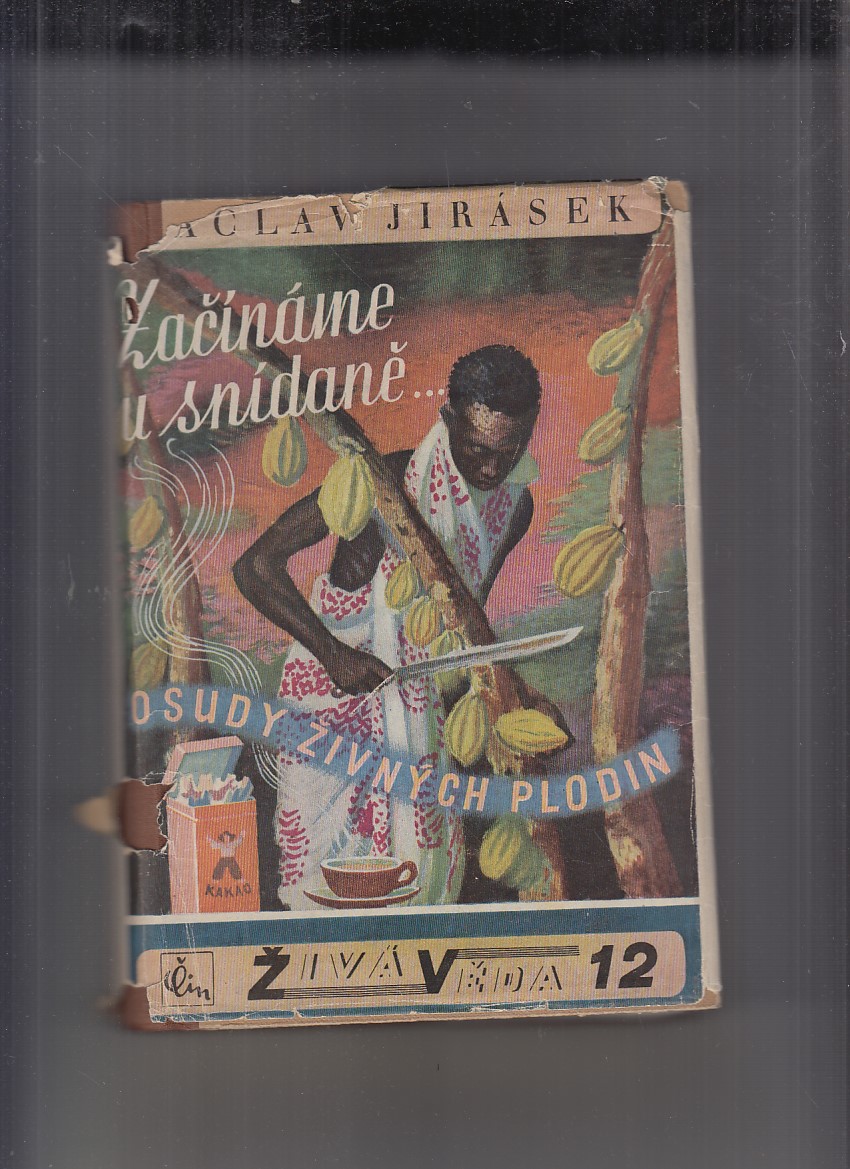 ACLAV JIRÁSEK
Začínáme
u snídaně...
OSUDY ŽIVNÝCH PLODIN
KAKAO
Čin ŽIVÁ VĚDA 12